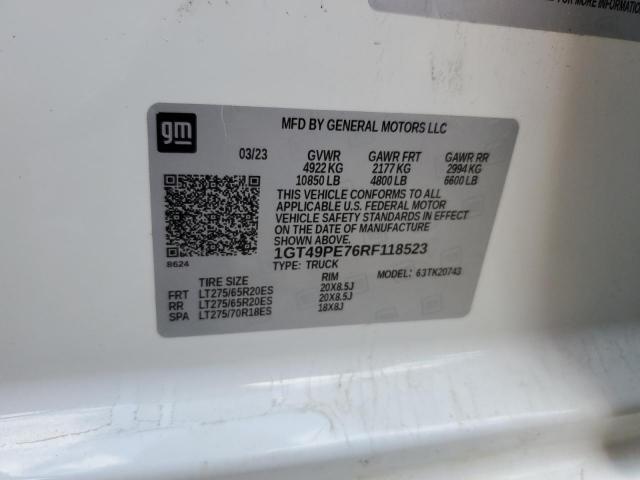 FOR MORE INFORMATION
gm
MFD BY GENERAL MOTORS LLC
03/23 GVWR GAWR FRT GAWR RR
4922 KG 2177 KG 2994 KG
10850 LB 4800 LB 6600 LB
THIS VEHICLE CONFORMS TO ALL
APPLICABLE U.S. FEDERAL MOTOR
VEHICLE SAFETY STANDARDS IN EFFECT
ON THE DATE OF MANUFACTURE
SHOWN ABOVE.
1GT49PE76RF118523
8624
TYPE: TRUCK MODEL: 63TK20743
TIRE SIZE RIM
FRT LT275/65R20ES 20X8.5J
RR LT275/65R20ES 20X8.5J
SPA LT275/70R18ES 18X8J